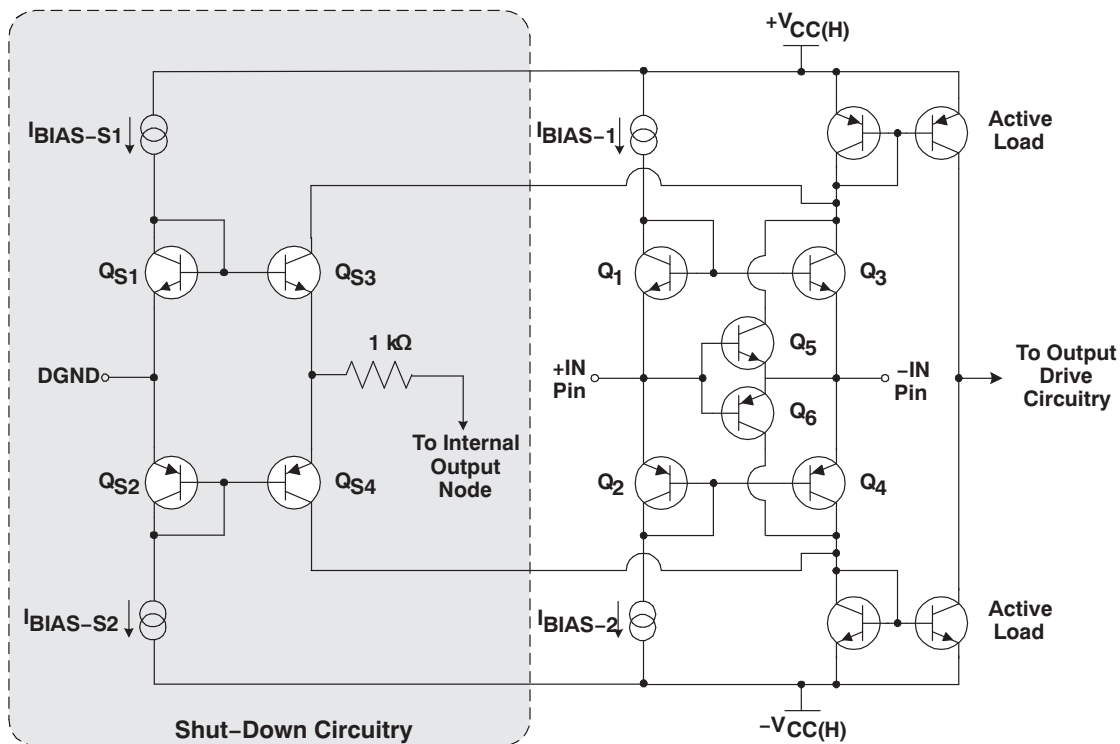 +VCC(H)
IBIAS−S1
IBIAS−1
Active
Load
QS1
QS3
Q1
Q3
1 kΩ
Q5
DGND
+IN
Pin
−IN
Pin
To Output
Drive
Circuitry
Q6
To Internal
Output
Node
QS2
QS4
Q2
Q4
IBIAS−S2
IBIAS−2
Active
Load
Shut−Down Circuitry
−VCC(H)